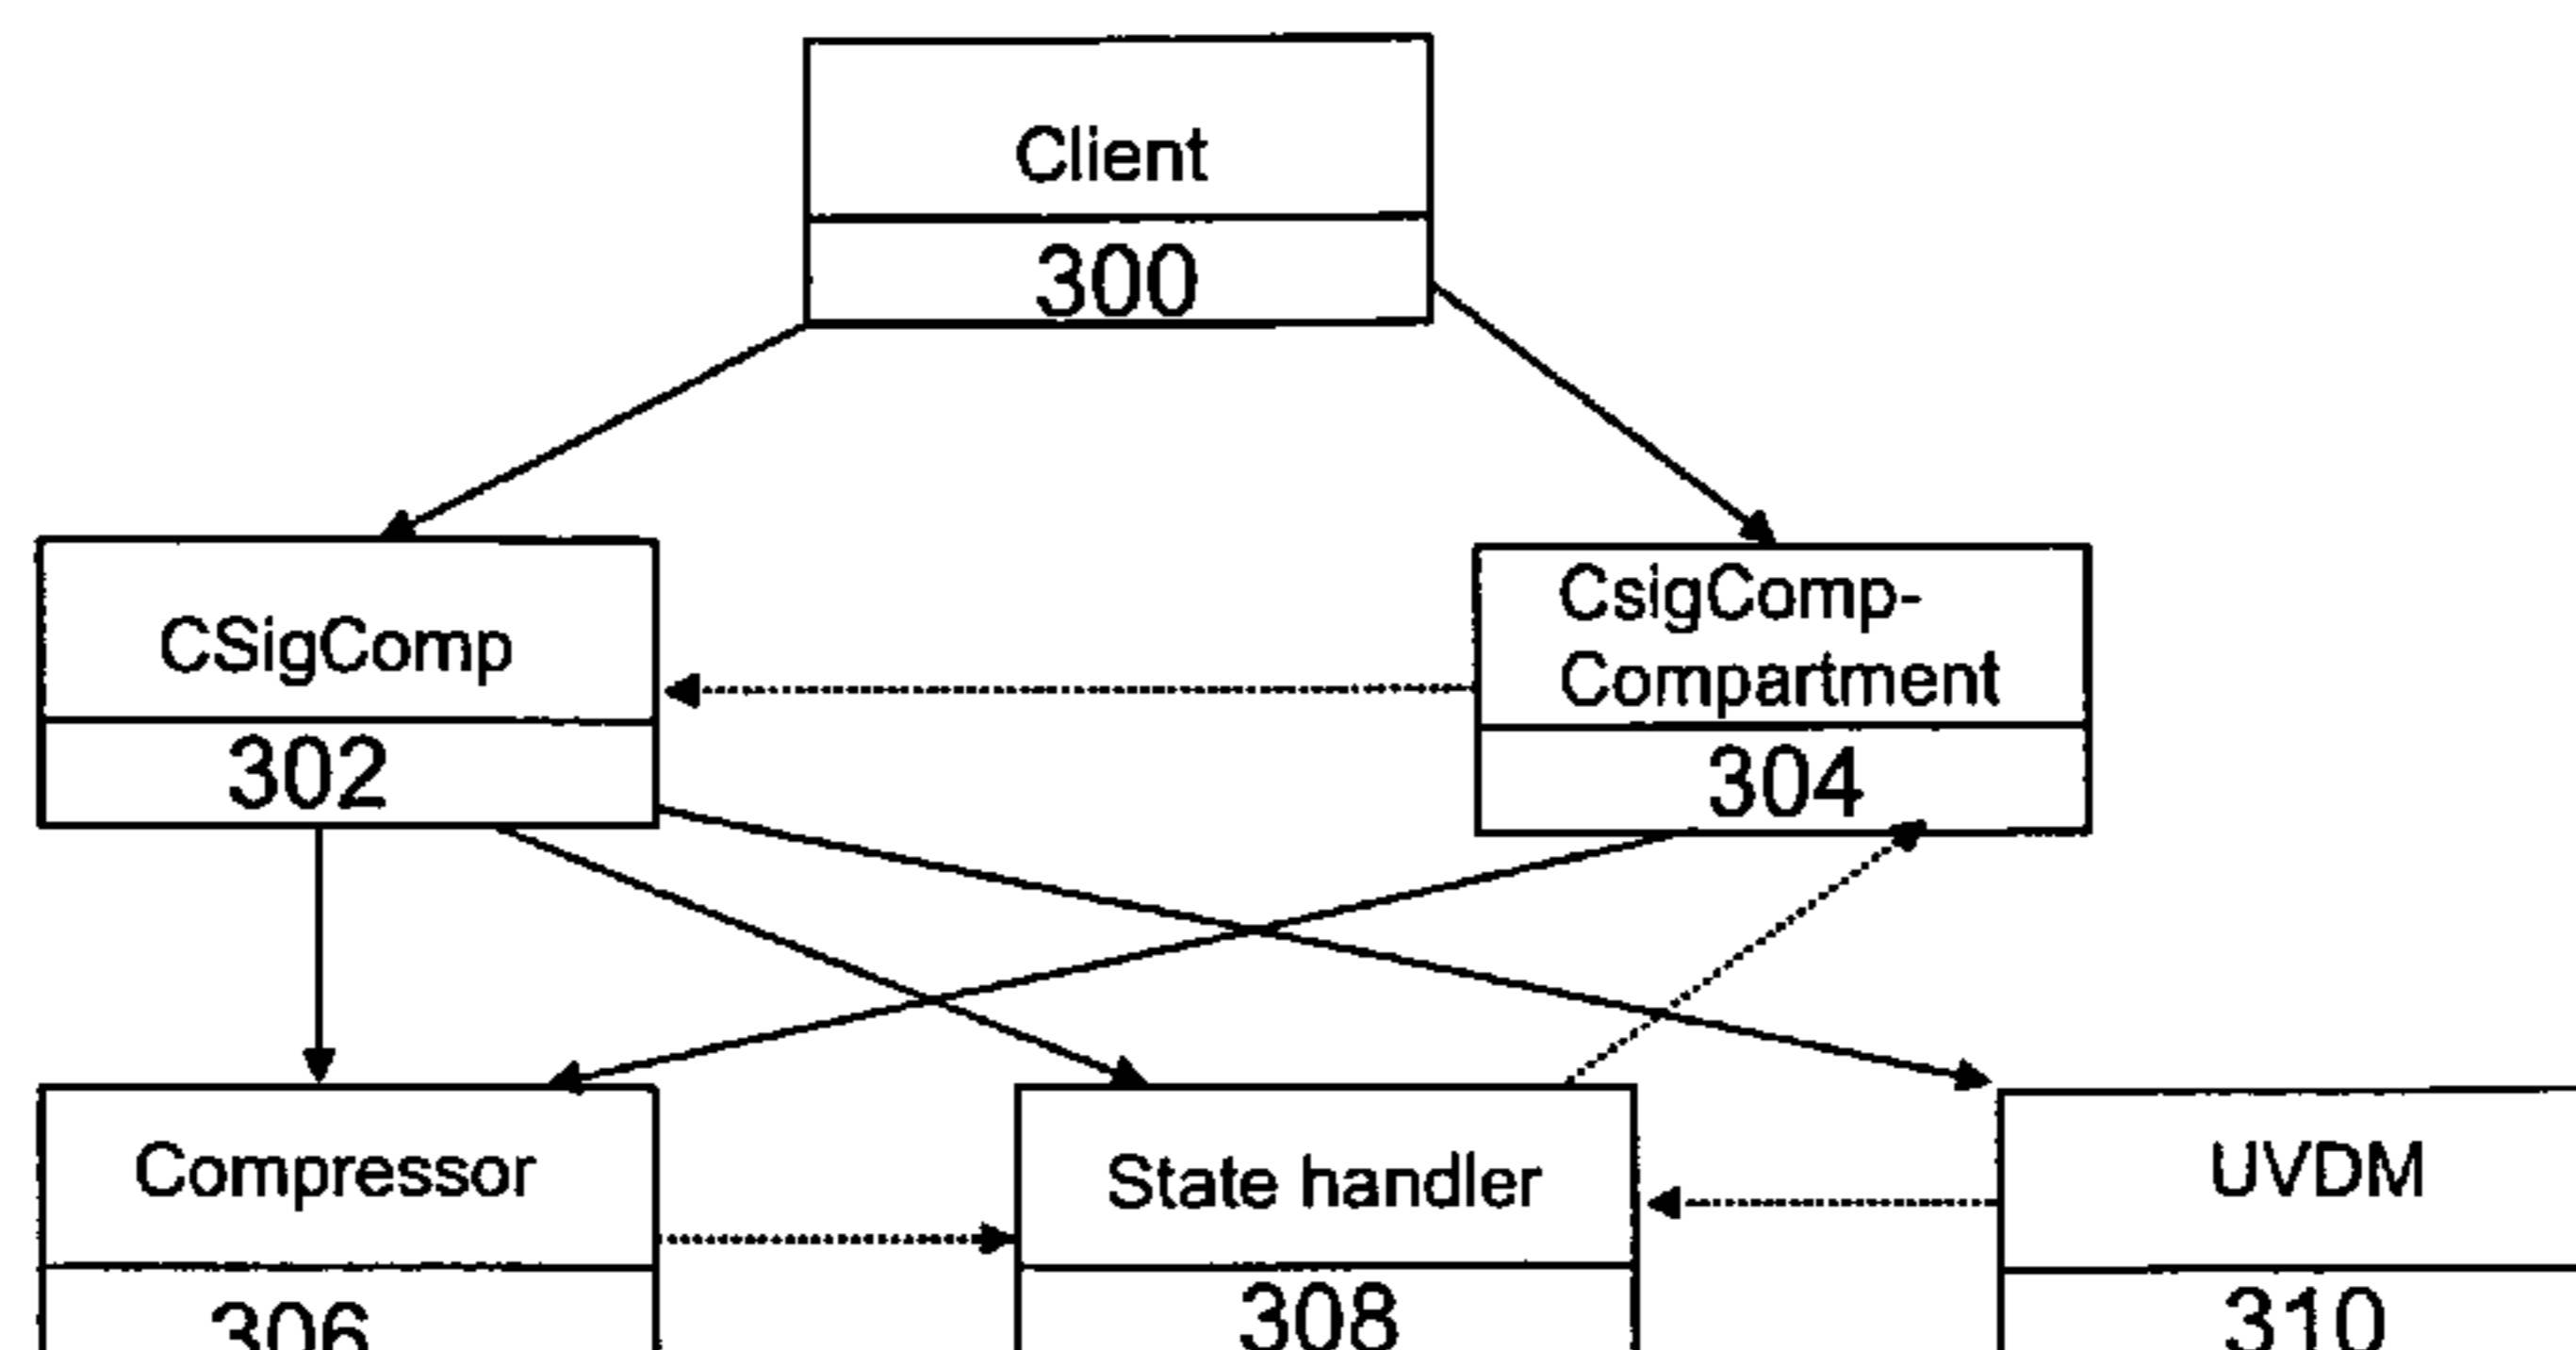 Client
300
CSigComp
302
CsigComp-
Compartment
304
Compressor
306
State handler
308
UVDM
310